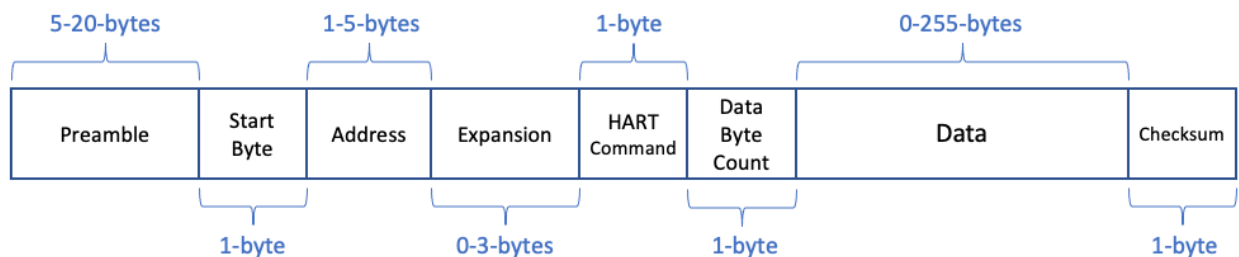 5-20-bytes
1-5-bytes
1-byte
0-255-bytes
Preamble
Start
Byte
Address
Expansion
HART
Command
Data
Byte
Count
Data
Checksum
1-byte
0-3-bytes
1-byte
1-byte